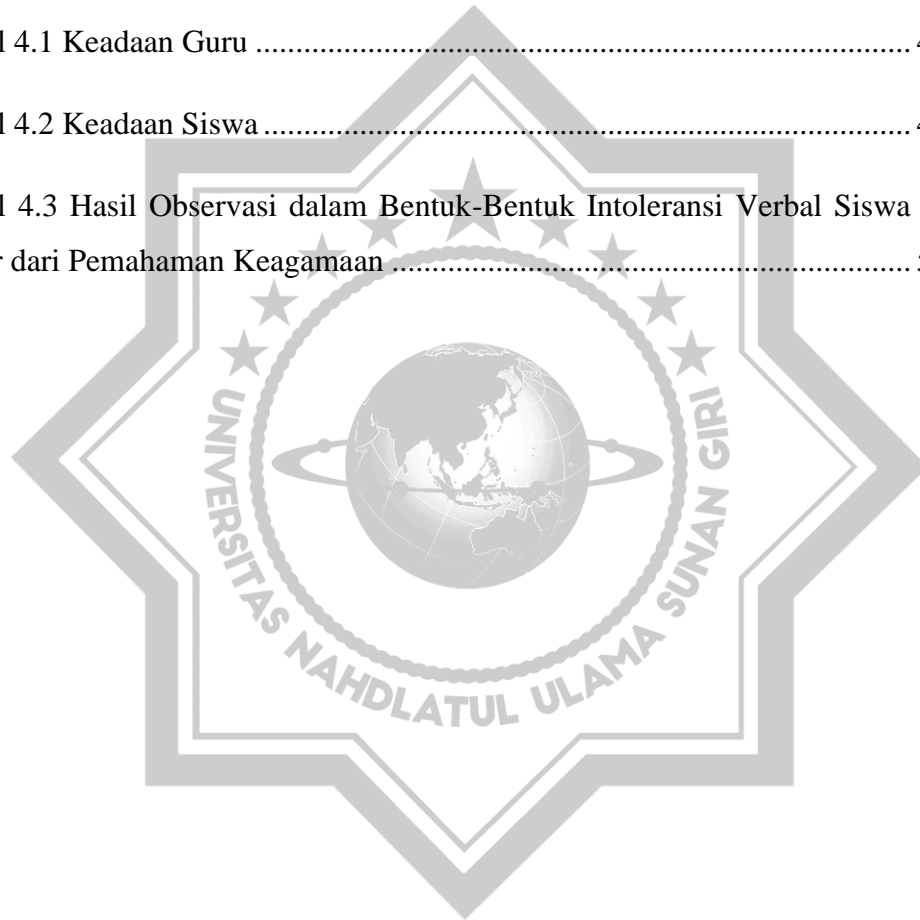 l 4.1 Keadaan Guru ........................................................................................... 4
l 4.2 Keadaan Siswa .......................................................................................... 4
l 4.3 Hasil Observasi dalam Bentuk-Bentuk Intoleransi Verbal Siswa
r dari Pemahaman Keagamaan ........................................................................
UNIVERSITAS NAHDLATUL ULAMA SUNAN GIRI